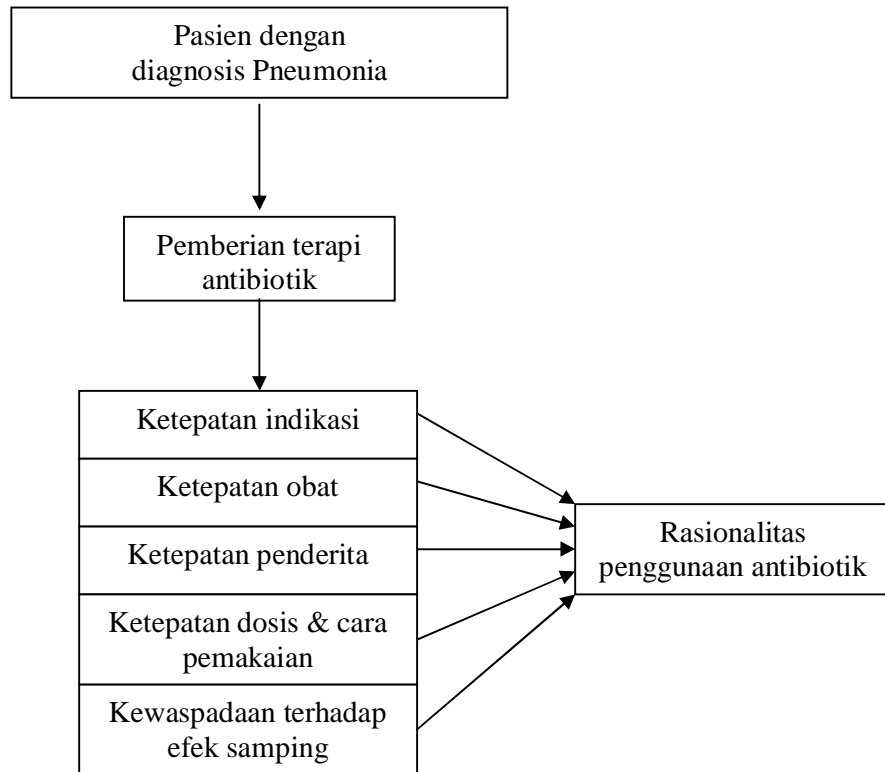 Pasien dengan
diagnosis Pneumonia
Pemberian terapi
antibiotik
Ketepatan indikasi
Ketepatan obat
Ketepatan penderita
Ketepatan dosis & cara
pemakaian
Kewaspadaan terhadap
efek samping
Rasionalitas
penggunaan antibiotik